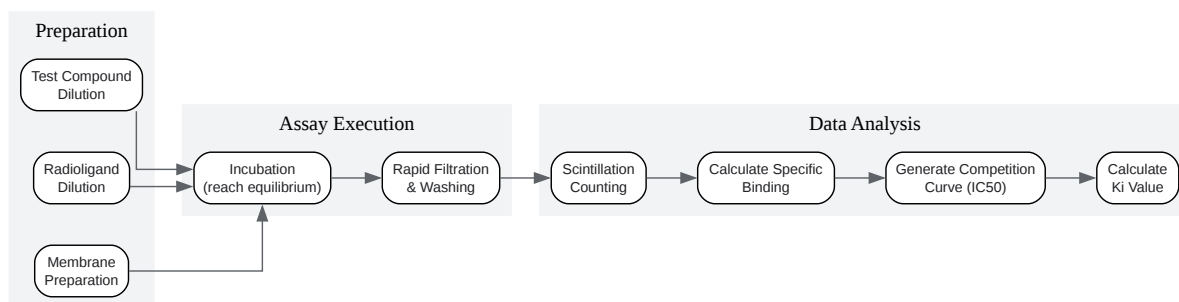 Preparation
Test Compound
Dilution
Radioligand
Dilution
Membrane
Preparation
Assay Execution
Incubation
(reach equilibrium)
Rapid Filtration
& Washing
Data Analysis
Scintillation
Counting
Calculate Specific
Binding
Generate Competition
Curve (IC50)
Calculate
Ki Value